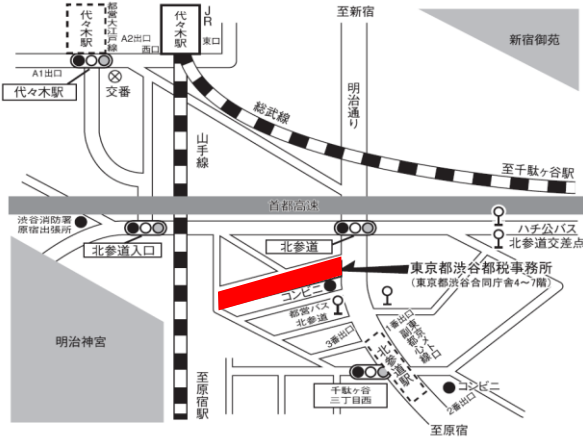 代々木駅
都営大江戸線
代々木駅
JR
A2出口
西口
東口
A1出口
代々木駅
交番
至新宿
新宿御苑
明治通り
総武線
山手線
至千駄ヶ谷駅
首都高速
渋谷消防署
原宿出張所
北参道入口
北参道
ハチ公バス
北参道交差点
東京都渋谷都税事務所
(東京都渋谷合同庁舎4~7階)
コンビニ
都営バス
北参道
3番出口
1番出口
東京メトロ
副都心線
北参道駅
明治神宮
至原宿駅
千駄ヶ谷
三丁目西
コンビニ
2番出口
至原宿